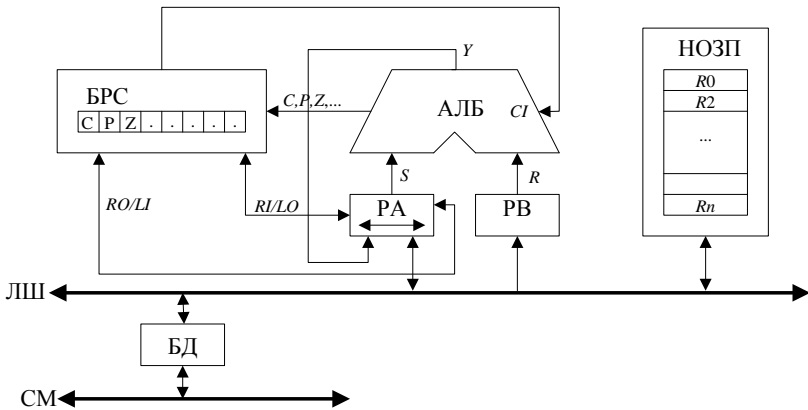 Y
НОЗП
БРС
C,P,Z,...
АЛБ
CI
C P Z . . . . .
R0
R2
...
Rn
S
R
RO/LI
RI/LO
РА
РВ
ЛШ
БД
СМ